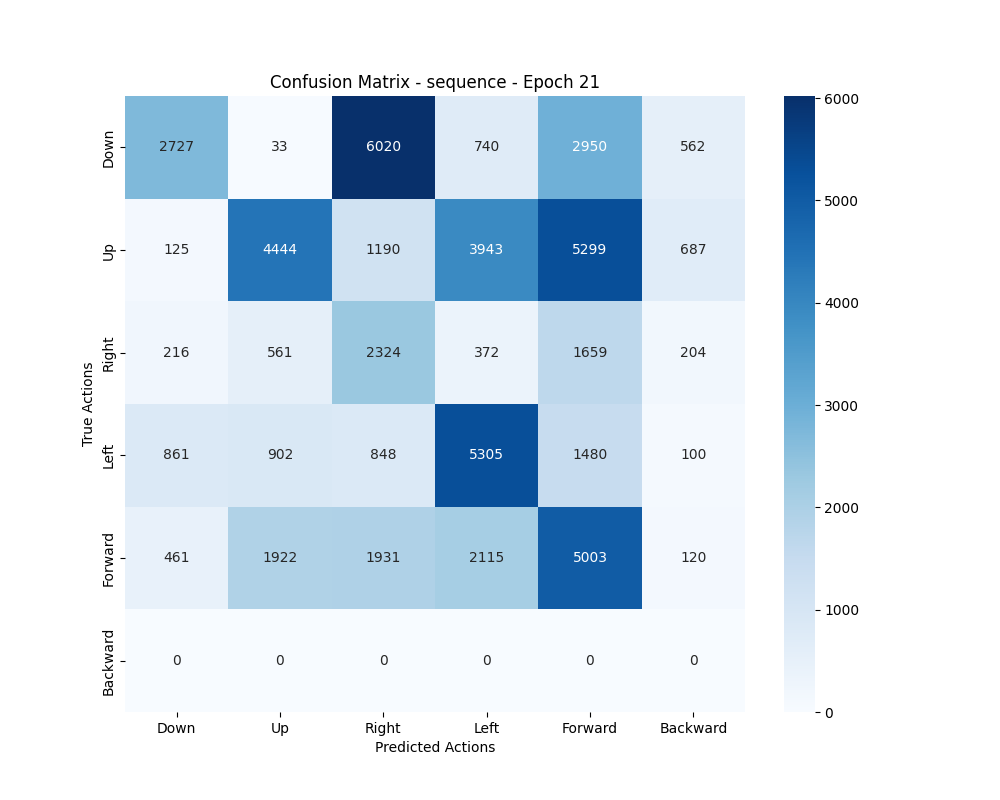 Confusion Matrix - sequence - Epoch 21
True Actions
Down 2727 33 6020 740 2950 562
Up 125 4444 1190 3943 5299 687
Right 216 561 2324 372 1659 204
Left 861 902 848 5305 1480 100
Forward 461 1922 1931 2115 5003 120
Backward 0 0 0 0 0 0
Down Up Right Left Forward Backward
Predicted Actions
6000
5000
4000
3000
2000
1000
0